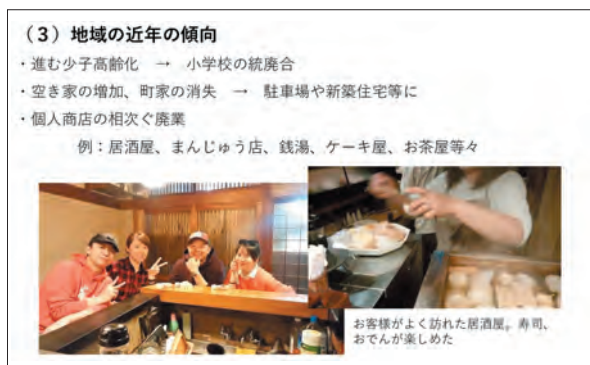 （３）地域の近年の傾向
・進む少子高齢化　→　小学校の統廃合
・空き家の増加、町家の消失　→　駐車場や新築住宅等に
・個人商店の相次ぐ廃業
例：居酒屋、まんじゅう店、銭湯、ケーキ屋、お茶屋等々
お客様がよく訪れた居酒屋。寿司、
おでんが楽しめた